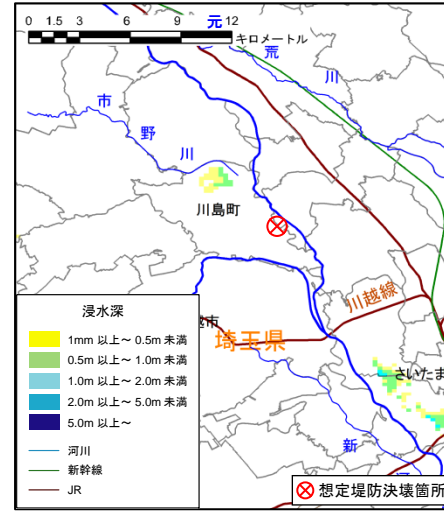 0 1.5 3 6 9 12
キロメートル
元
荒
川
市
野
川
川島町
川越線
越市
埼玉県
さいたま
新
浸水深
1mm 以上～ 0.5m 未満
0.5m 以上～ 1.0m 未満
1.0m 以上～ 2.0m 未満
2.0m 以上～ 5.0m 未満
5.0m 以上～
河川
新幹線
JR
想定堤防決壊箇所